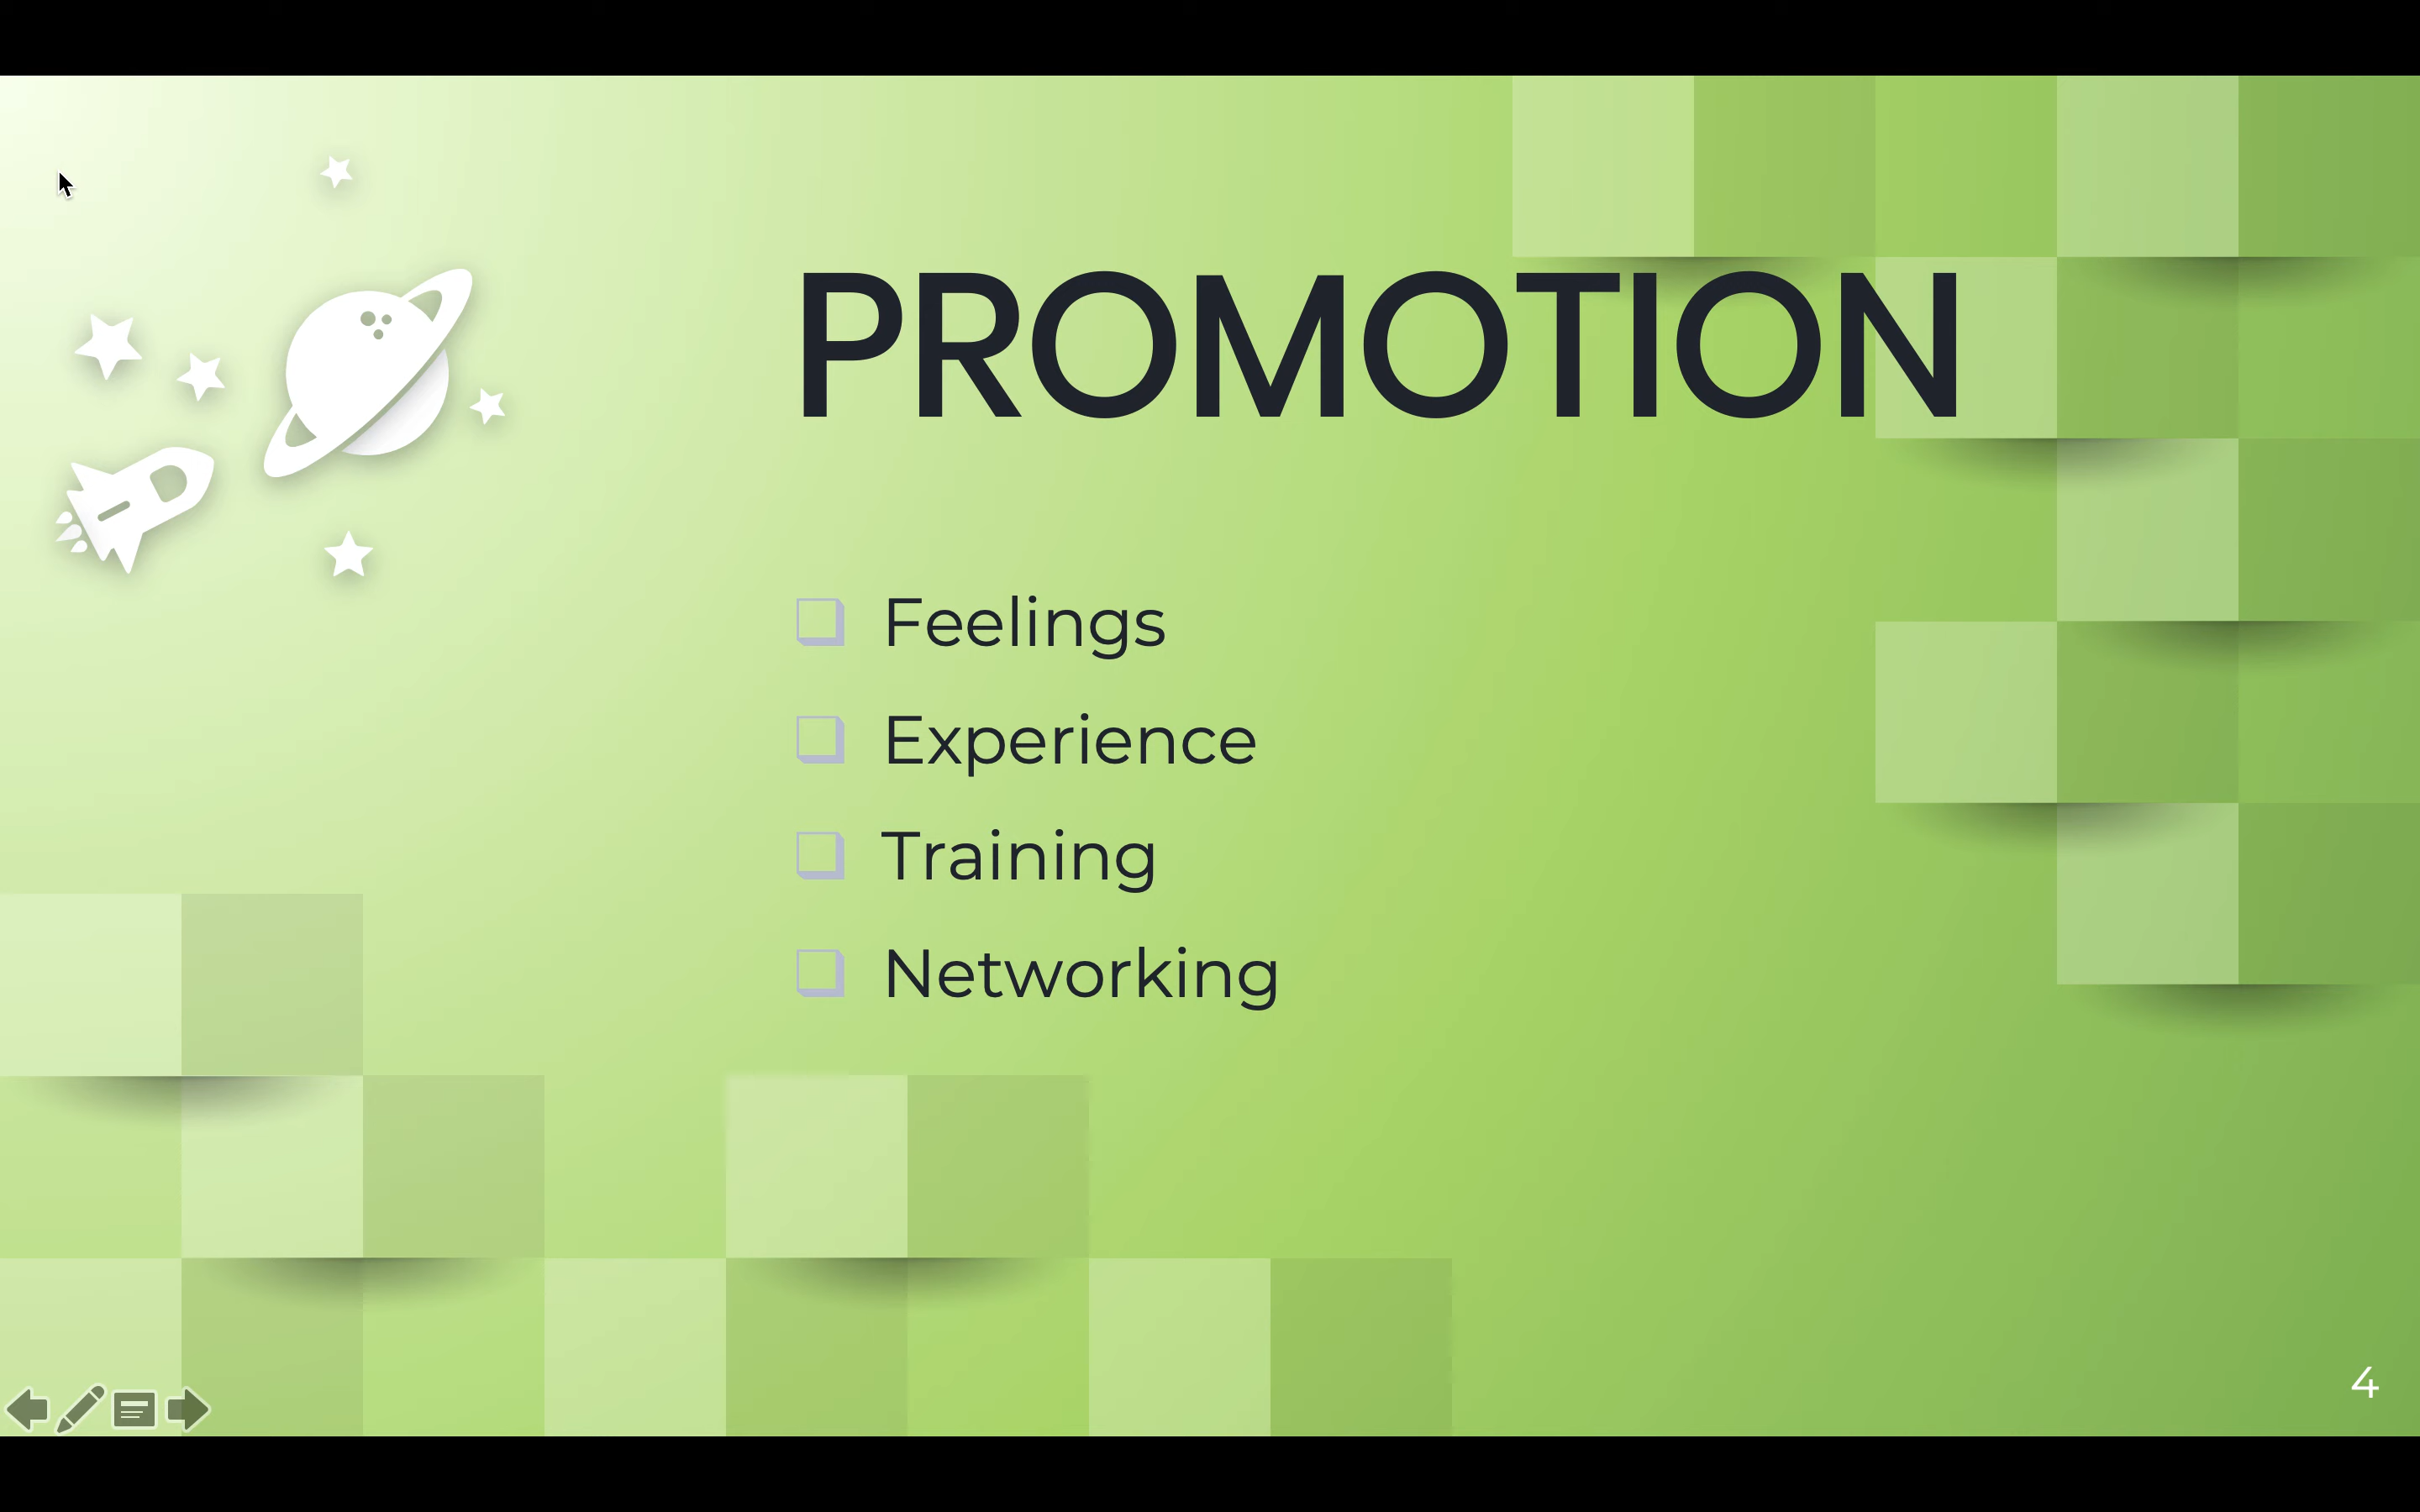 PROMOTION
Feelings
Experience
Training
Networking
4